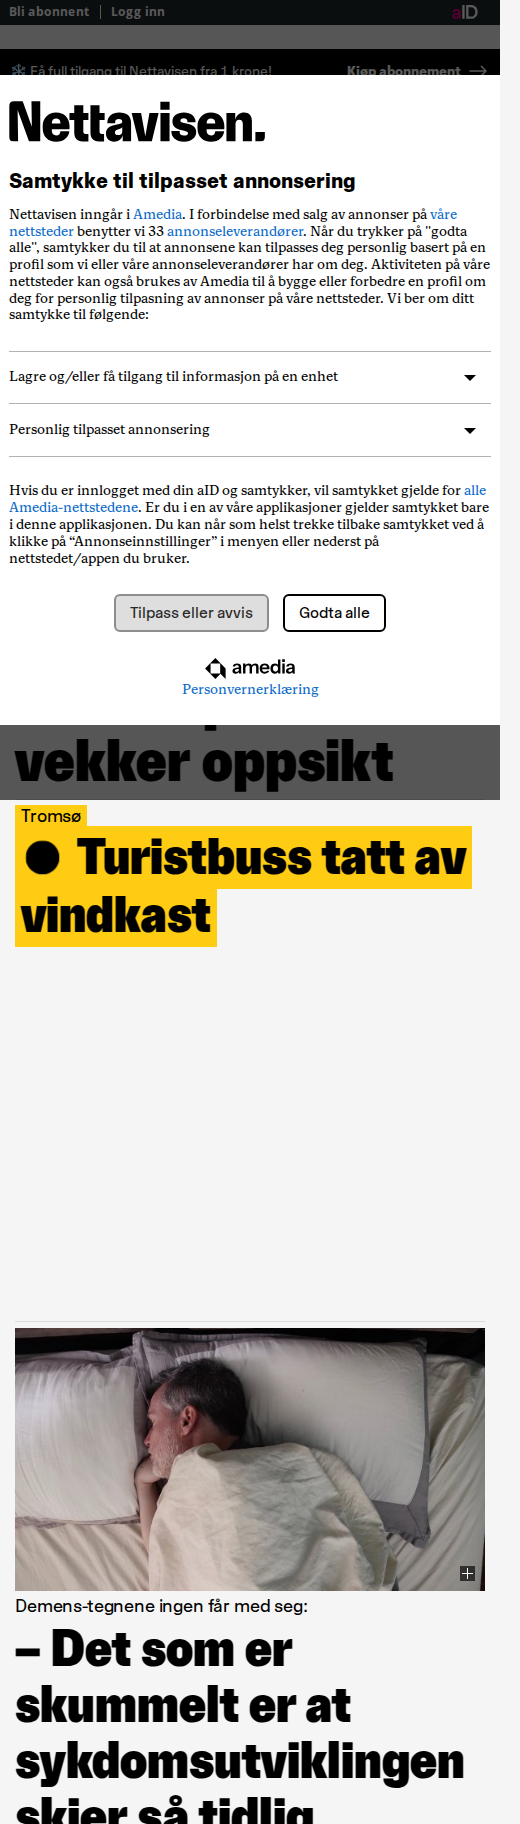 Bli abonnent | Logg inn
aID
Få full tilgang til Nettavisen fra 1 krone!
Kjøp abonnement
Nettavisen.
Samtykke til tilpasset annonsering
Nettavisen inngår i Amedia. I forbindelse med salg av annonser på våre
nettsteder benytter vi 33 annonseleverandører. Når du trykker på "godta
alle", samtykker du til at annonsene kan tilpasses deg personlig basert på en
profil som vi eller våre annonseleverandører har om deg. Aktiviteten på våre
nettsteder kan også brukes av Amedia til å bygge eller forbedre en profil om
deg for personlig tilpasning av annonser på våre nettsteder. Vi ber om ditt
samtykke til følgende:
Lagre og/eller få tilgang til informasjon på en enhet
Personlig tilpasset annonsering
Hvis du er innlogget med din aID og samtykker, vil samtykket gjelde for alle
Amedia-nettstedene. Er du i en av våre applikasjoner gjelder samtykket bare
i denne applikasjonen. Du kan når som helst trekke tilbake samtykket ved å
klikke på “Annonseinnstillinger” i menyen eller nederst på
nettstedet/appen du bruker.
Tilpass eller avvis
Godta alle
amedia
Personvernerklæring
vekker oppsikt
Tromsø
Turistbuss tatt av
vindkast
Demens-tegnene ingen får med seg:
– Det som er
skummelt er at
sykdomsutviklingen
skjer så tidlig